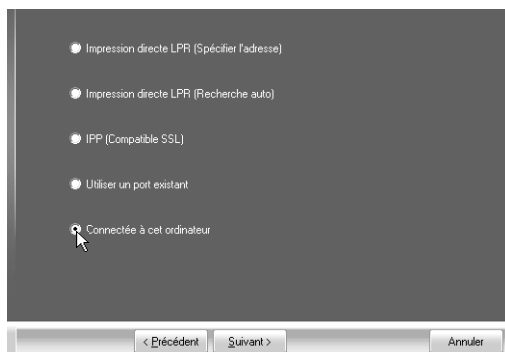 Impression directe LPR (Spécifier l'adresse)
Impression directe LPR (Recherche auto)
IPP (Compatible SSL)
Utiliser un port existant
Connectée à cet ordinateur
< Précédent Suivant > Annuler